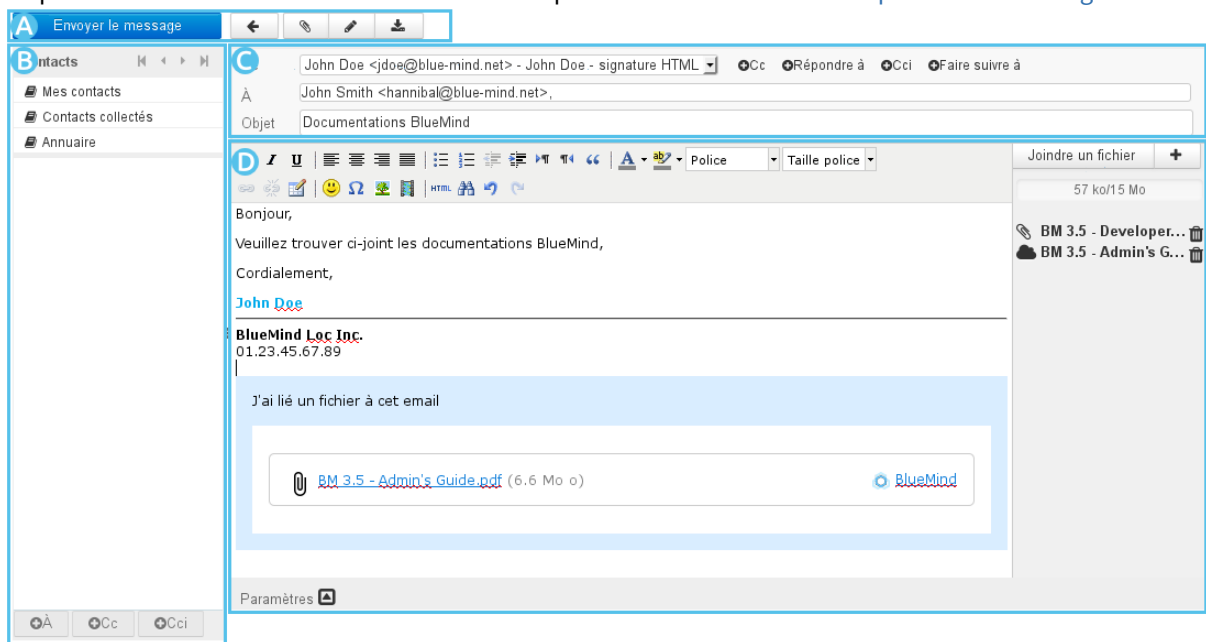 A Envoyer le message
B ntacts
Mes contacts
Contacts collectés
Annuaire
À Cc Cci
C John Doe <jdoe@blue-mind.net> - John Doe - signature HTML Cc Répondre à Cci Faire suivre à
À John Smith <hannibal@blue-mind.net>,
Objet Documentations BlueMind
D I U A ab Police Taille police
Ω HTML
Bonjour,
Veuillez trouver ci-joint les documentations BlueMind,
Cordialement,
John Doe
BlueMind Loc Inc.
01.23.45.67.89
J'ai lié un fichier à cet email
BM 3.5 - Admin's Guide.pdf (6.6 Mo o) BlueMind
Paramètres
Joindre un fichier +
57 ko/15 Mo
BM 3.5 - Developer...
BM 3.5 - Admin's G...